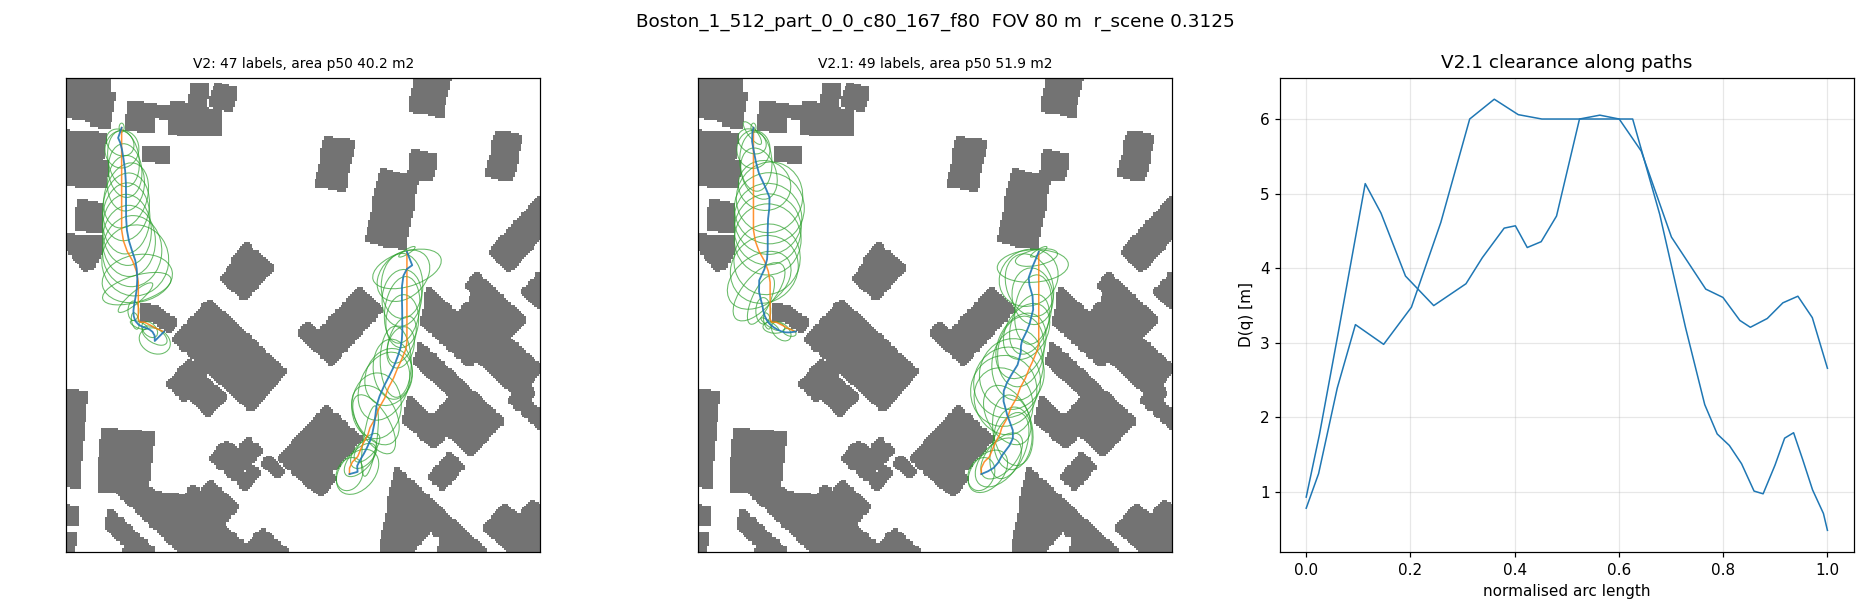 Boston_1_512_part_0_0_c80_167_f80  FOV 80 m  r_scene 0.3125
V2: 47 labels, area p50 40.2 m2
V2.1: 49 labels, area p50 51.9 m2
V2.1 clearance along paths
D(q) [m]
6
5
4
3
2
1
0.0 0.2 0.4 0.6 0.8 1.0
normalised arc length